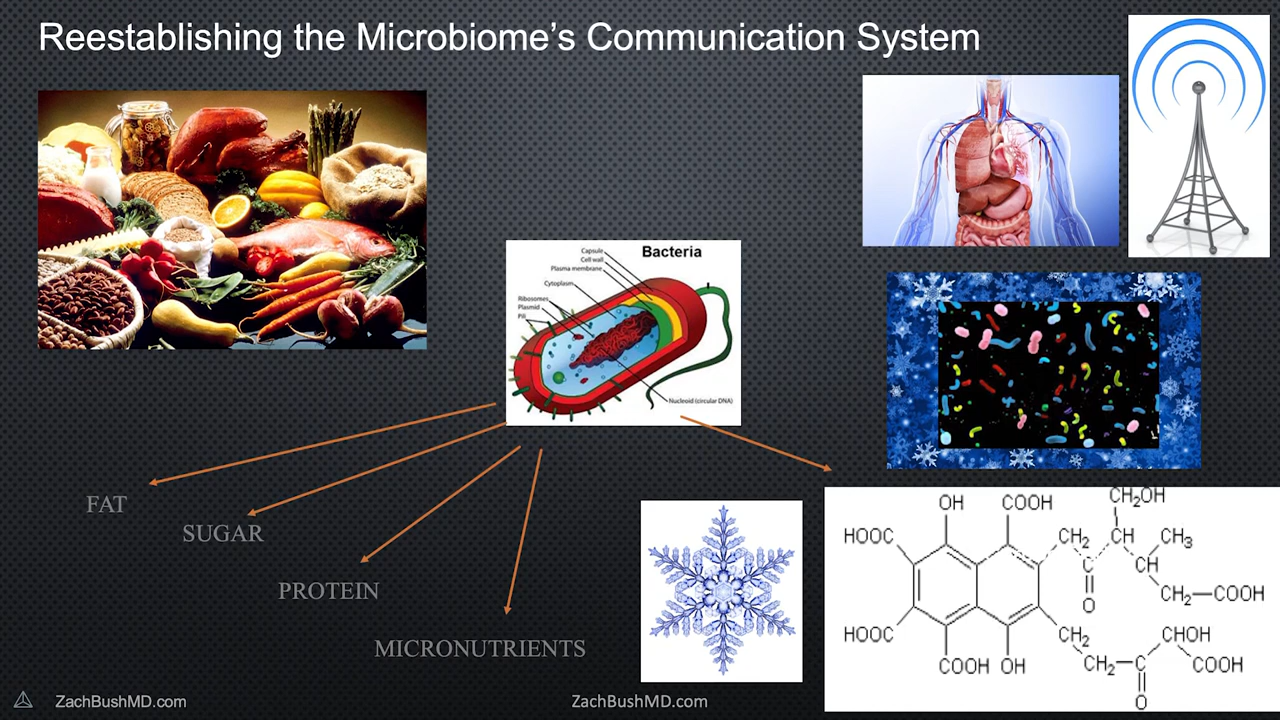 Reestablishing the Microbiome’s Communication System
Bacteria
Capsule
Cell wall
Plasma membrane
Cytoplasm
Ribosomes
Plasmid
Pili
Nucleoid (circular DNA)
FAT
SUGAR
PROTEIN
MICRONUTRIENTS
OH COOH CH2OH
HOOC CH2 CH CH3
CH
O CH2—COOH
HOOC CH2 CHOH
COOH OH CH2 COOH
O
ZachBushMD.com
ZachBushMD.com